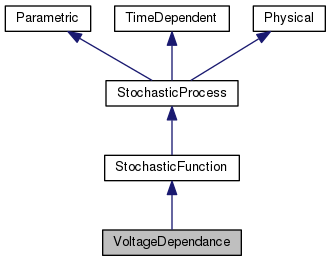 Parametric
TimeDependent
Physical
StochasticProcess
StochasticFunction
VoltageDependance